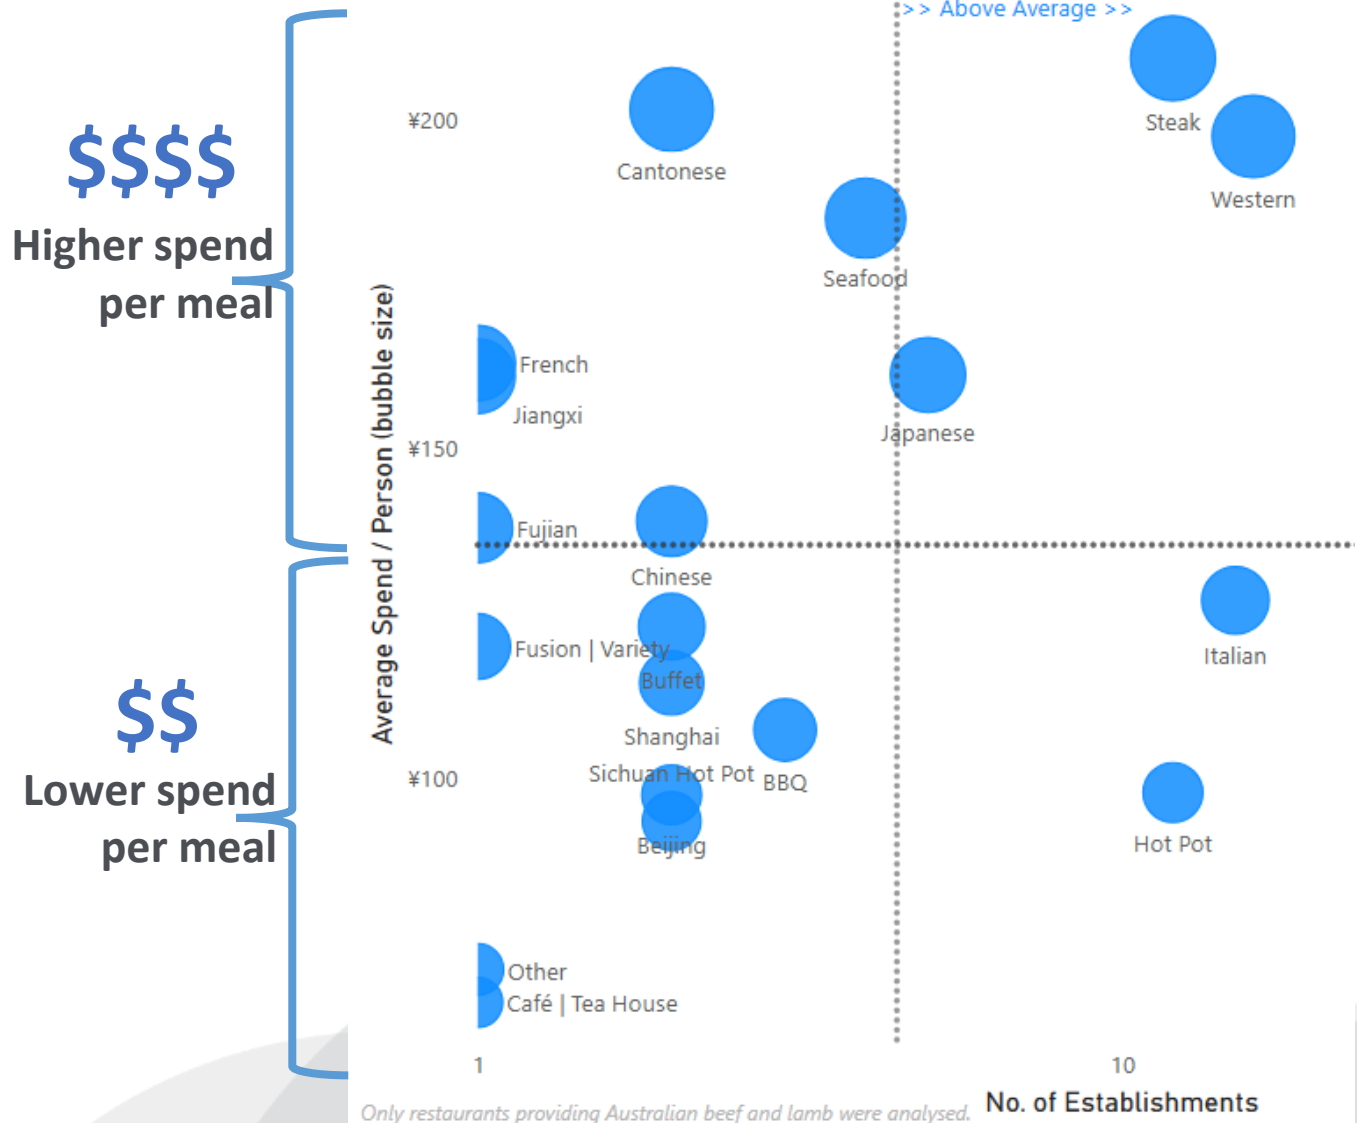 >> Above Average >>
$$$$
Higher spend
per meal
$$
Lower spend
per meal
Average Spend / Person (bubble size)
¥200
¥150
¥100
Steak
Cantonese
Western
Seafood
French
Jiangxi
Japanese
Fujian
Chinese
Fusion | Variety
Italian
Buffet
Shanghai
Sichuan Hot Pot
BBQ
Beijing
Hot Pot
Other
Café | Tea House
1
10
No. of Establishments
Only restaurants providing Australian beef and lamb were analysed.